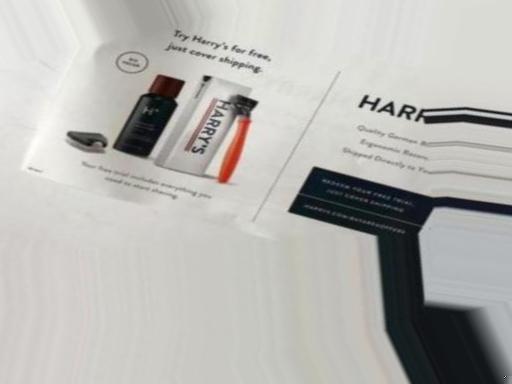 Try Harry's for free,
just cover shipping.
H'
HARRY'S
Your free trial includes everything you
need to start shaving.
HARR
Quality German
Ergonomic Razors,
Shipped Directly to You
REDEEM YOUR FREE TRIAL,
JUST COVER SHIPPING